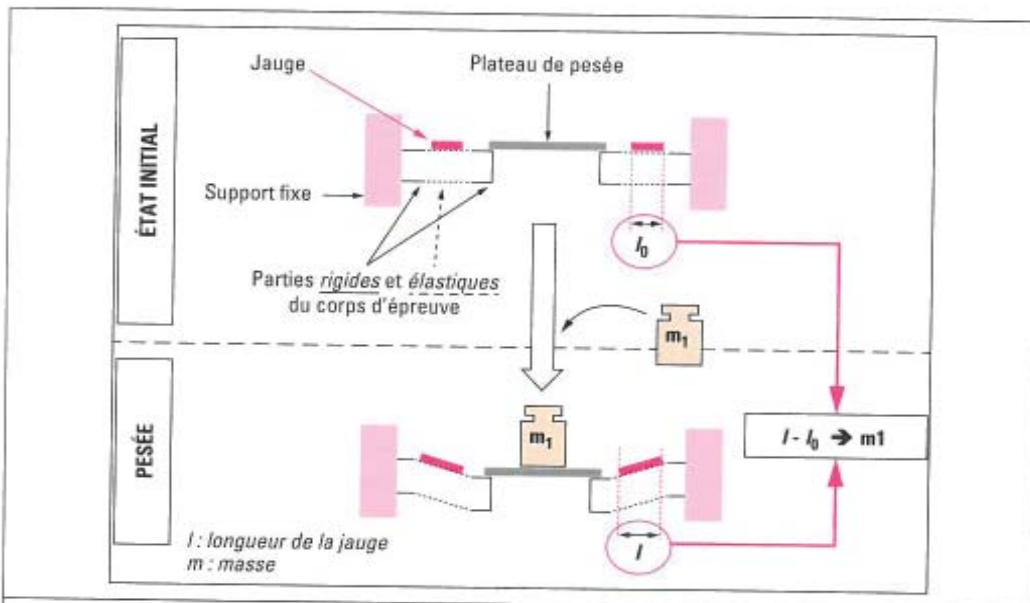 ÉTAT INITIAL
Jauge
Plateau de pesée
Support fixe
l0
Parties rigides et élastiques
du corps d'épreuve
m1
PESÉE
m1
l - l0 ➔ m1
l : longueur de la jauge
m : masse
l